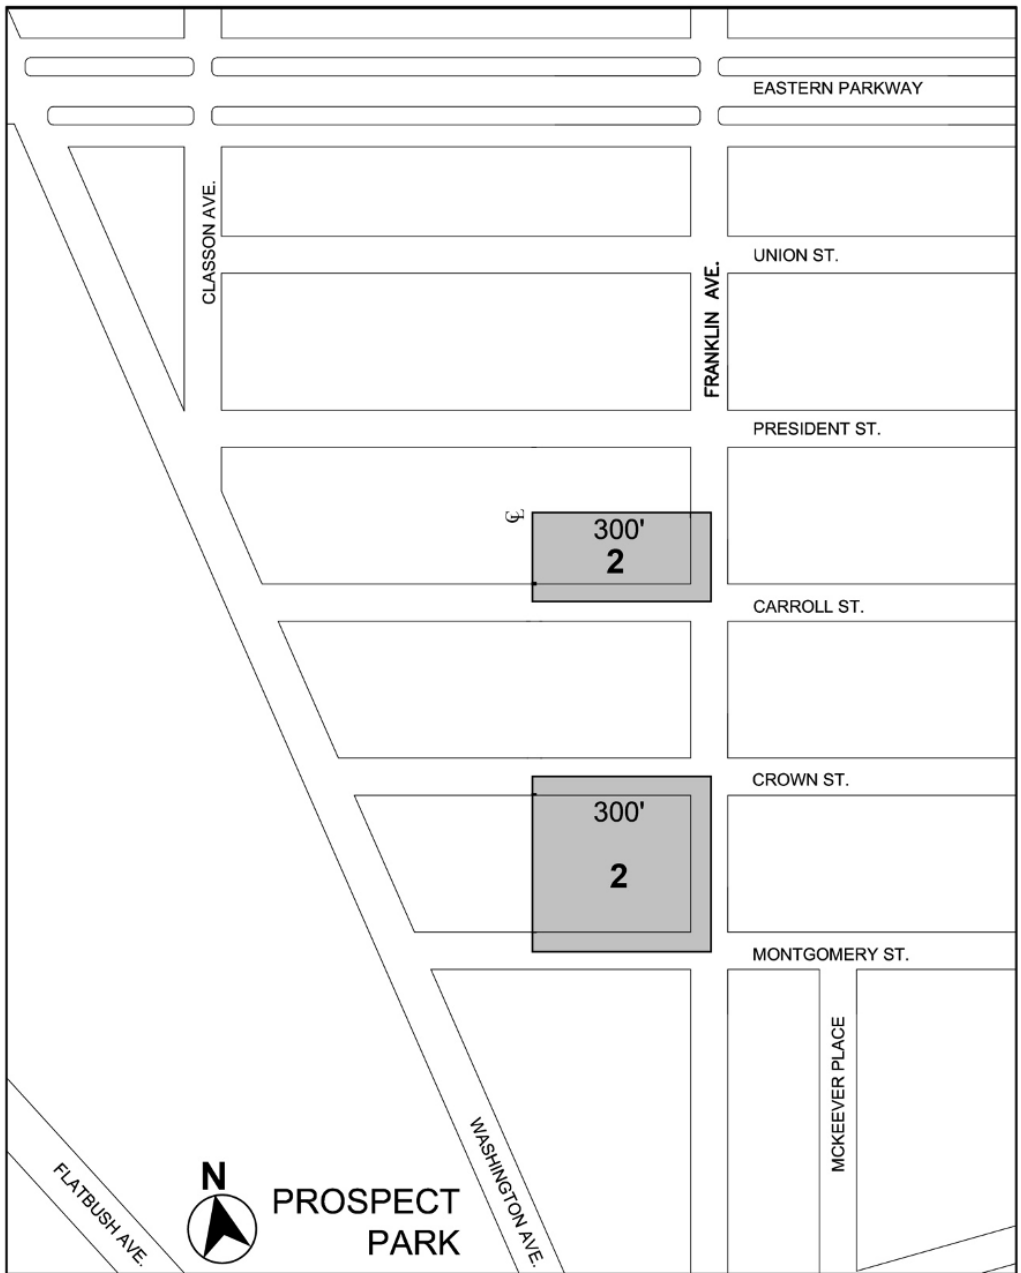 EASTERN PARKWAY
CLASSON AVE.
UNION ST.
FRANKLIN AVE.
PRESIDENT ST.
℄
300'
2
CARROLL ST.
CROWN ST.
300'
2
MONTGOMERY ST.
MCKEEVER PLACE
WASHINGTON AVE.
FLATBUSH AVE.
N
PROSPECT
PARK